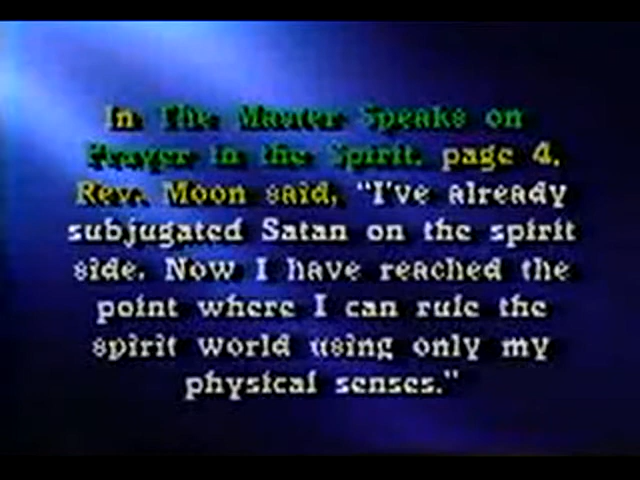 In The Master Speaks on
Prayer in the Spirit, page 4,
Rev. Moon said, "I've already
subjugated Satan on the spirit
side. Now I have reached the
point where I can rule the
spirit world using only my
physical senses."